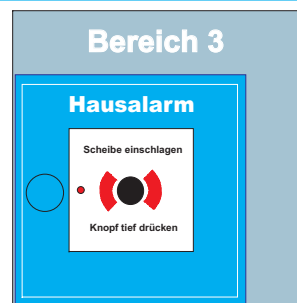 Bereich 3
Hausalarm
Scheibe einschlagen
Knopf tief drücken